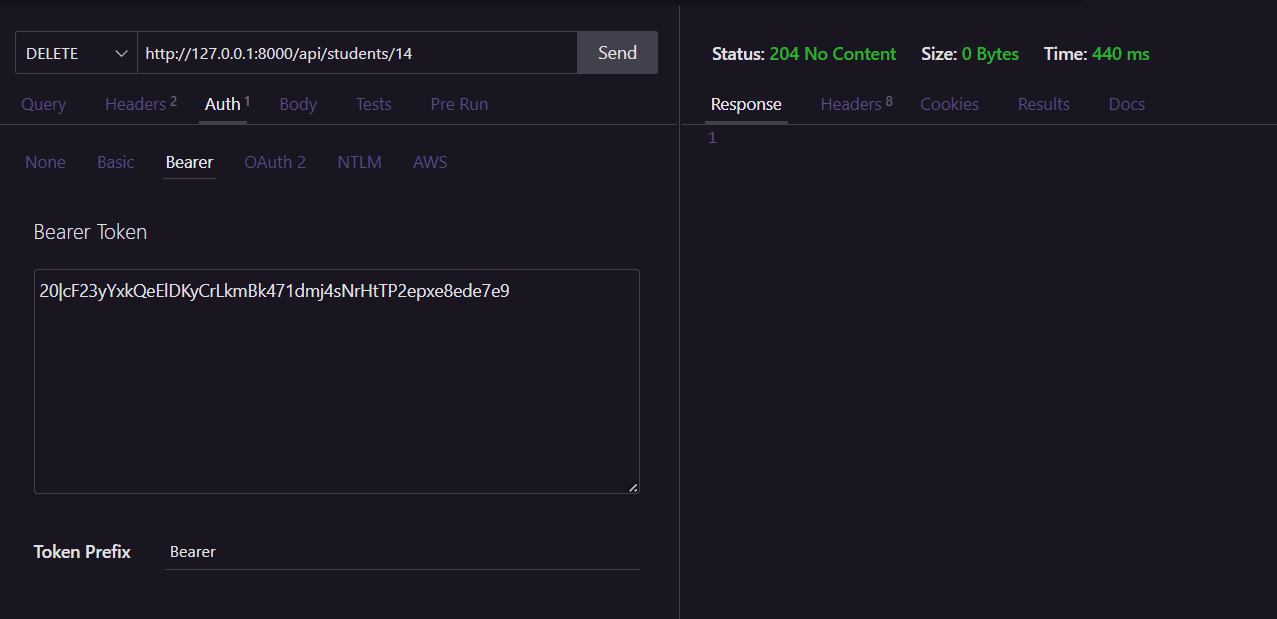 DELETE http://127.0.0.1:8000/api/students/14 Send
Query Headers 2 Auth 1 Body Tests Pre Run
None Basic Bearer OAuth 2 NTLM AWS
Bearer Token
20|cF23yYxkQeElDKyCrLkmBk471dmj4sNrHtTP2epxe8ede7e9
Token Prefix Bearer
Status: 204 No Content Size: 0 Bytes Time: 440 ms
Response Headers 8 Cookies Results Docs
1